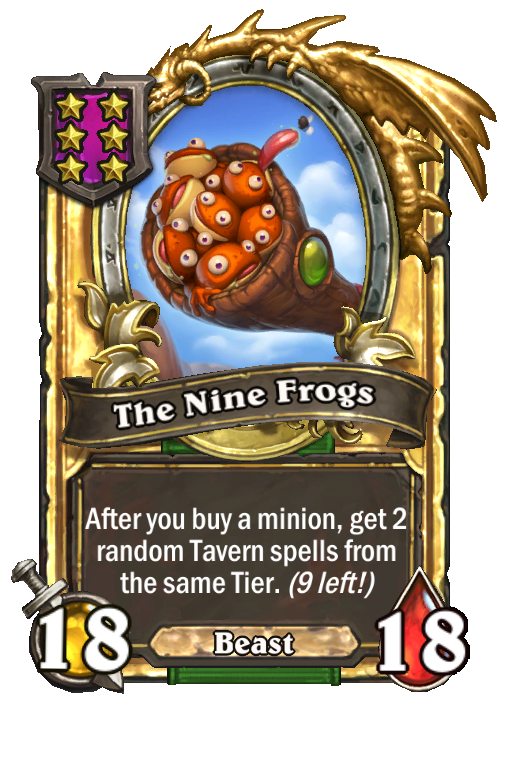 The Nine Frogs
After you buy a minion, get 2
random Tavern spells from
the same Tier. (9 left!)
18
Beast
18